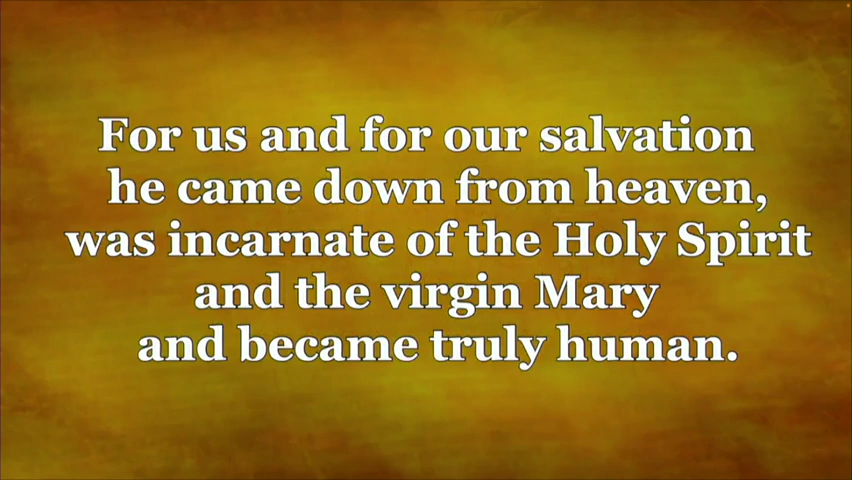 For us and for our salvation
he came down from heaven,
was incarnate of the Holy Spirit
and the virgin Mary
and became truly human.